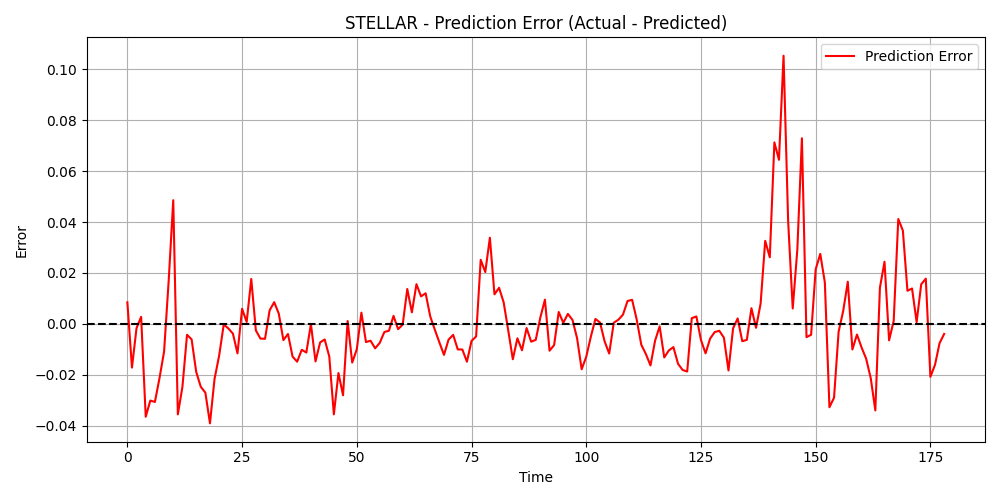 STELLAR - Prediction Error (Actual - Predicted)
Prediction Error
0.10
0.08
0.06
0.04
0.02
0.00
−0.02
−0.04
Error
0 25 50 75 100 125 150 175
Time